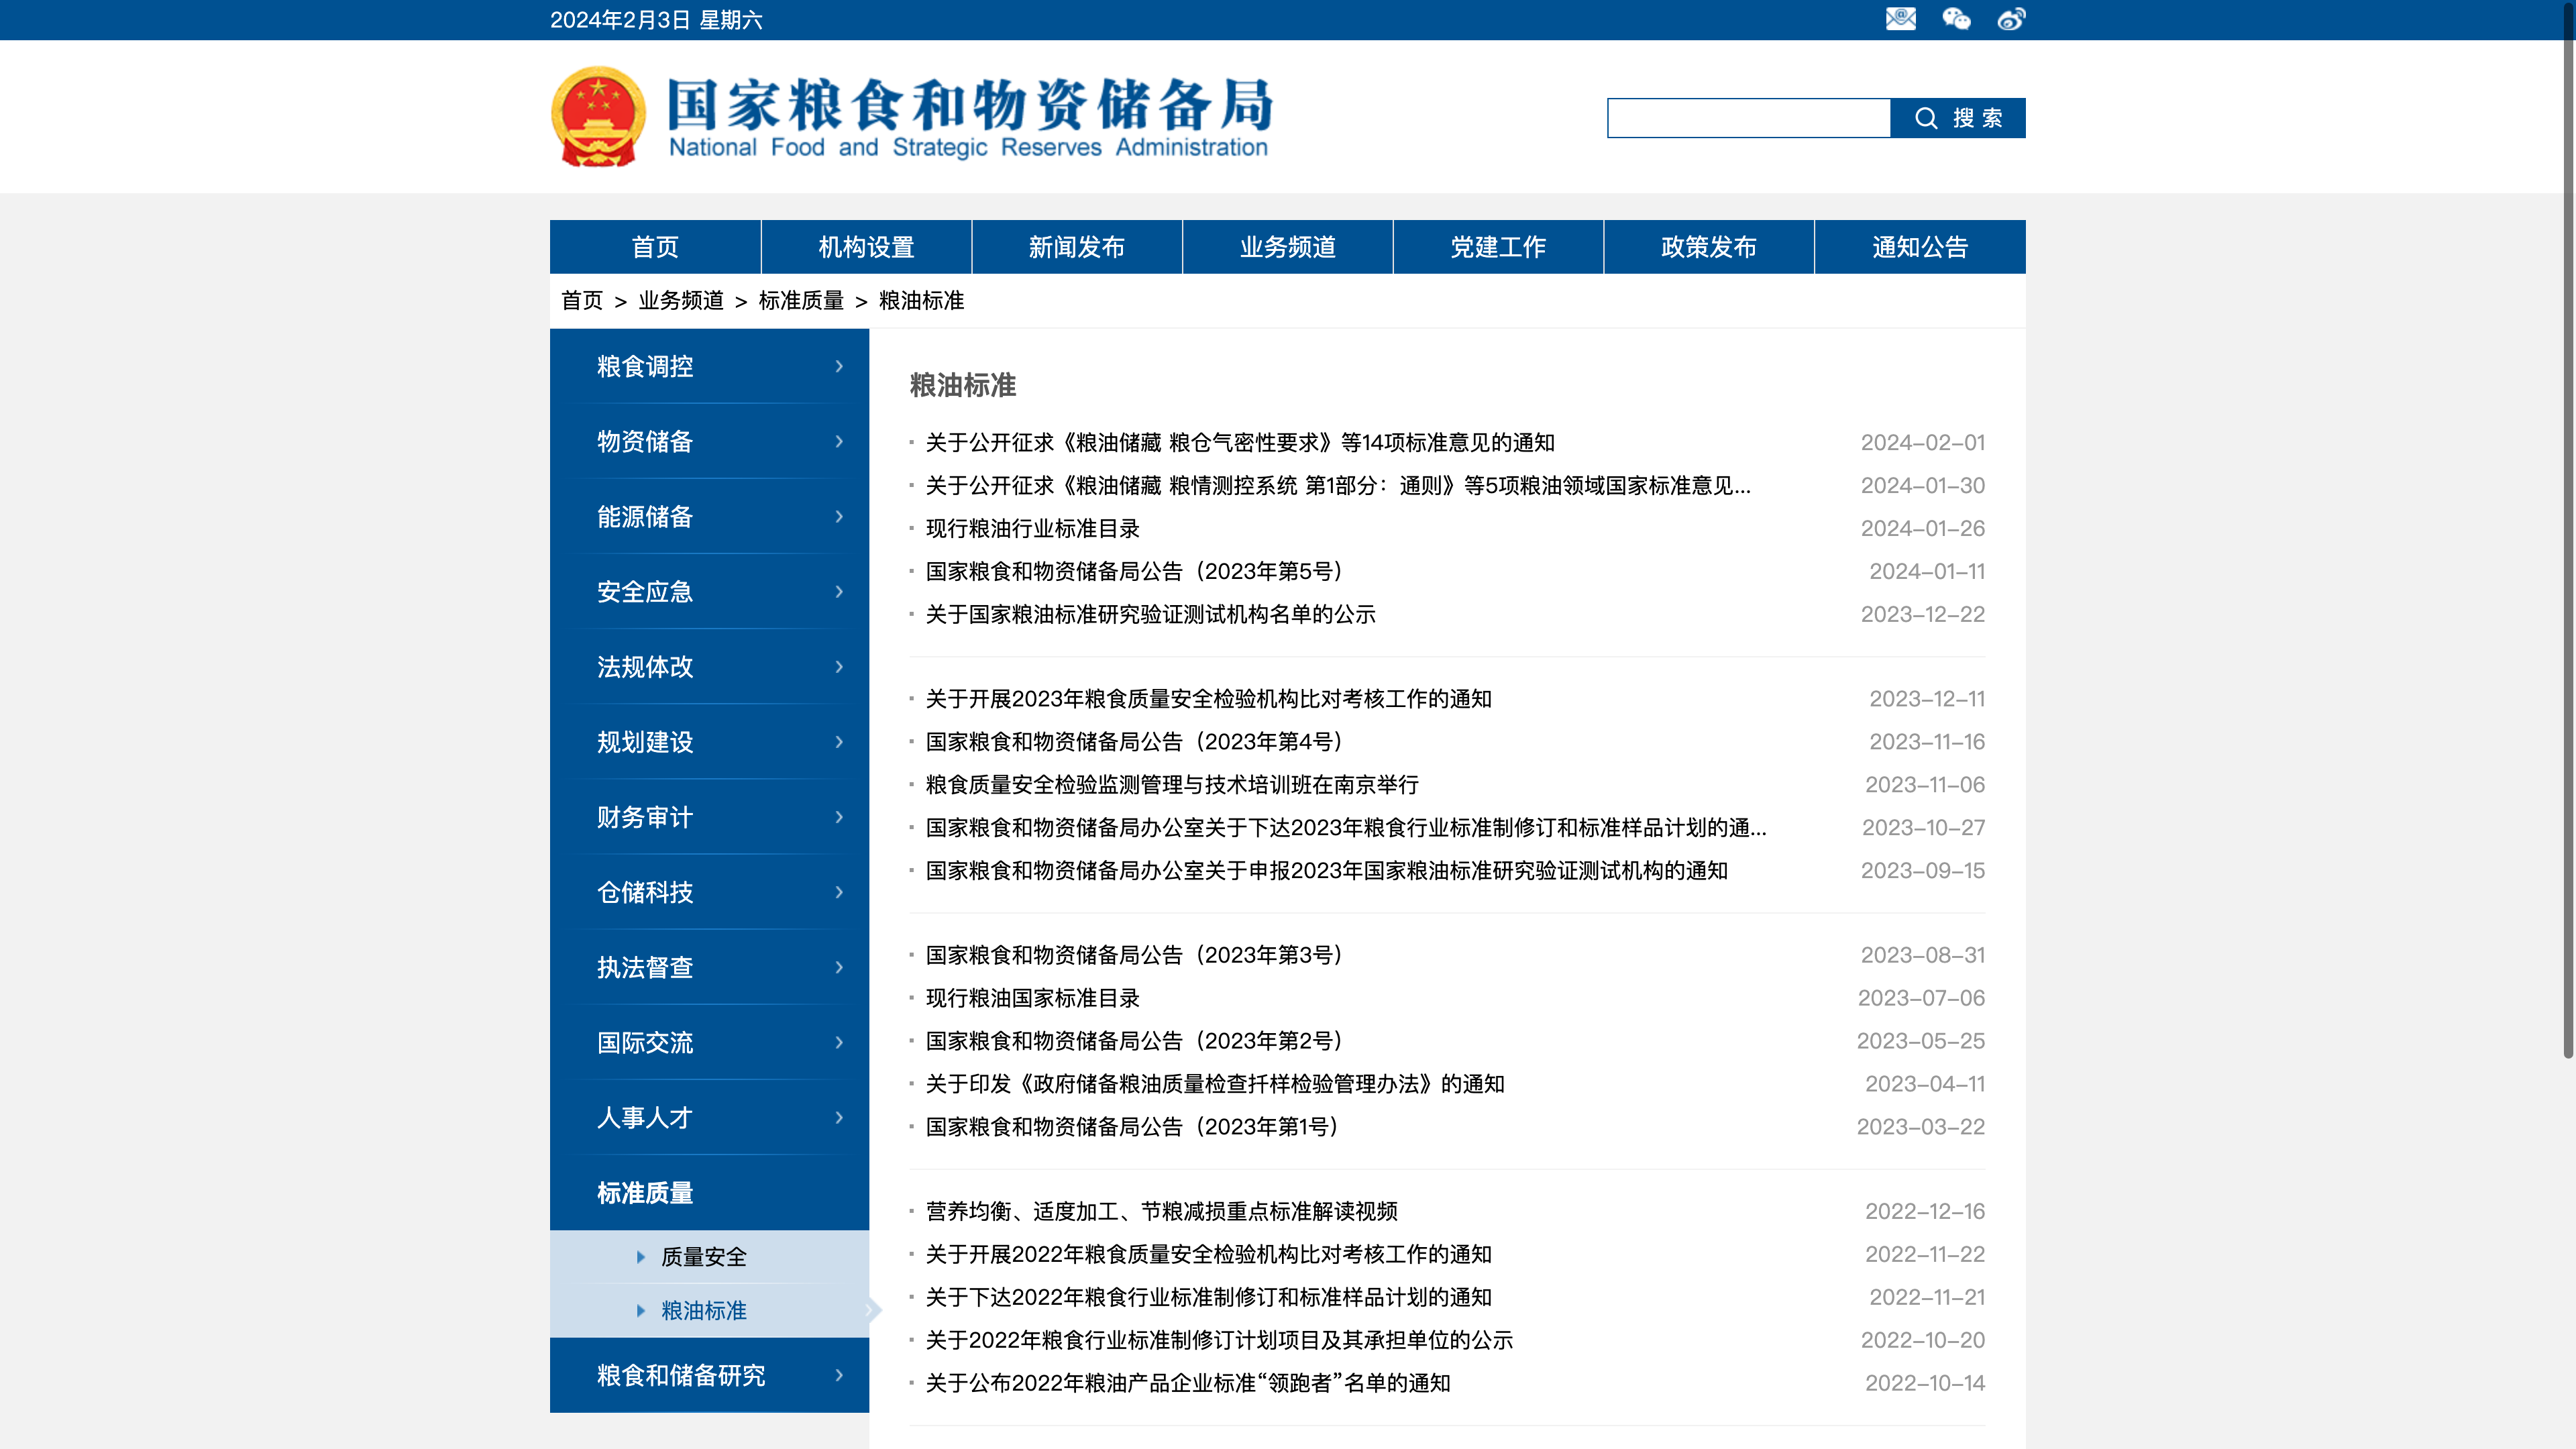 2024年2月3日 星期六
国家粮食和物资储备局
National Food and Strategic Reserves Administration
搜 索
首页 机构设置 新闻发布 业务频道 党建工作 政策发布 通知公告
首页 > 业务频道 > 标准质量 > 粮油标准
粮食调控
物资储备
能源储备
安全应急
法规体改
规划建设
财务审计
仓储科技
执法督查
国际交流
人事人才
标准质量
质量安全
粮油标准
粮食和储备研究
粮油标准
关于公开征求《粮油储藏 粮仓气密性要求》等14项标准意见的通知 2024-02-01
关于公开征求《粮油储藏 粮情测控系统 第1部分：通则》等5项粮油领域国家标准意见... 2024-01-30
现行粮油行业标准目录 2024-01-26
国家粮食和物资储备局公告（2023年第5号） 2024-01-11
关于国家粮油标准研究验证测试机构名单的公示 2023-12-22
关于开展2023年粮食质量安全检验机构比对考核工作的通知 2023-12-11
国家粮食和物资储备局公告（2023年第4号） 2023-11-16
粮食质量安全检验监测管理与技术培训班在南京举行 2023-11-06
国家粮食和物资储备局办公室关于下达2023年粮食行业标准制修订和标准样品计划的通... 2023-10-27
国家粮食和物资储备局办公室关于申报2023年国家粮油标准研究验证测试机构的通知 2023-09-15
国家粮食和物资储备局公告（2023年第3号） 2023-08-31
现行粮油国家标准目录 2023-07-06
国家粮食和物资储备局公告（2023年第2号） 2023-05-25
关于印发《政府储备粮油质量检查扦样检验管理办法》的通知 2023-04-11
国家粮食和物资储备局公告（2023年第1号） 2023-03-22
营养均衡、适度加工、节粮减损重点标准解读视频 2022-12-16
关于开展2022年粮食质量安全检验机构比对考核工作的通知 2022-11-22
关于下达2022年粮食行业标准制修订和标准样品计划的通知 2022-11-21
关于2022年粮食行业标准制修订计划项目及其承担单位的公示 2022-10-20
关于公布2022年粮油产品企业标准“领跑者”名单的通知 2022-10-14